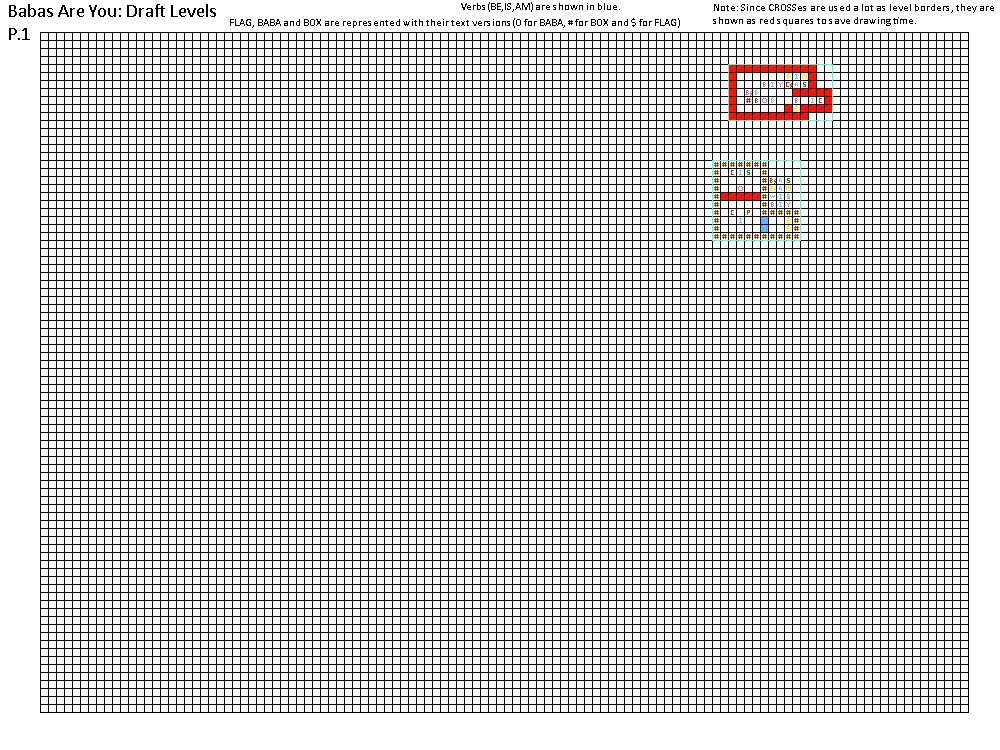 Babas Are You: Draft Levels
P.1
Verbs (BE,IS,AM) are shown in blue.
FLAG, BABA and BOX are represented with their text versions (O for BABA, # for BOX and $ for FLAG)
Note: Since CROSSes are used a lot as level borders, they are
shown as red squares to save drawing time.
B I Y
# B O B
# # # # # # #
C I S
B I Y
C P
I
# # # # # # # # # # #